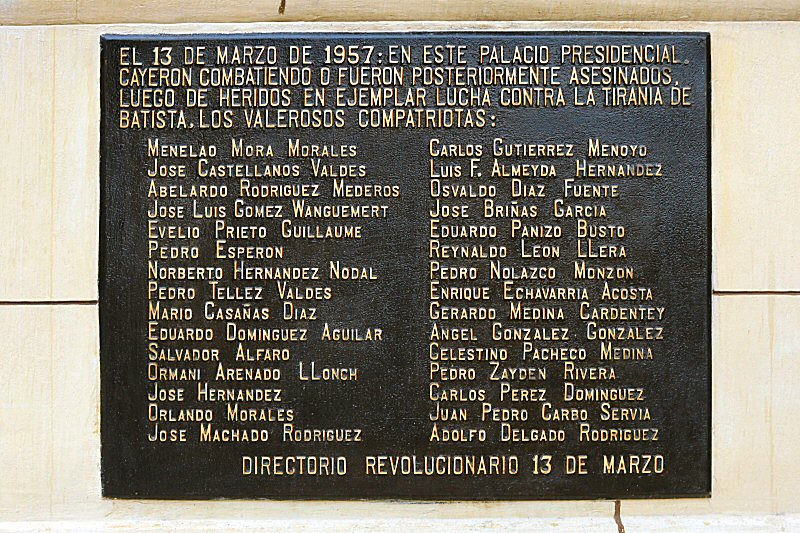 EL 13 DE MARZO DE 1957: EN ESTE PALACIO PRESIDENCIAL
CAYERON COMBATIENDO O FUERON POSTERIORMENTE ASESINADOS,
LUEGO DE HERIDOS EN EJEMPLAR LUCHA CONTRA LA TIRANIA DE
BATISTA, LOS VALEROSOS COMPATRIOTAS:
MENELAO MORA MORALES
JOSE CASTELLANOS VALDES
ABELARDO RODRIGUEZ MEDEROS
JOSE LUIS GOMEZ WANGUEMERT
EVELIO PRIETO GUILLAUME
PEDRO ESPERON
NORBERTO HERNANDEZ NODAL
PEDRO TELLEZ VALDES
MARIO CASAÑAS DIAZ
EDUARDO DOMINGUEZ AGUILAR
SALVADOR ALFARO
ORMANI ARENADO LLONCH
JOSE HERNANDEZ
ORLANDO MORALES
JOSE MACHADO RODRIGUEZ
CARLOS GUTIERREZ MENOYO
LUIS F. ALMEYDA HERNANDEZ
OSVALDO DIAZ FUENTE
JOSE BRIÑAS GARCIA
EDUARDO PANIZO BUSTO
REYNALDO LEON LLERA
PEDRO NOLAZCO MONZON
ENRIQUE ECHAVARRIA ACOSTA
GERARDO MEDINA CARDENTEY
ANGEL GONZALEZ GONZALEZ
CELESTINO PACHECO MEDINA
PEDRO ZAYDEN RIVERA
CARLOS PEREZ DOMINGUEZ
JUAN PEDRO CARBO SERVIA
ADOLFO DELGADO RODRIGUEZ
DIRECTORIO REVOLUCIONARIO 13 DE MARZO